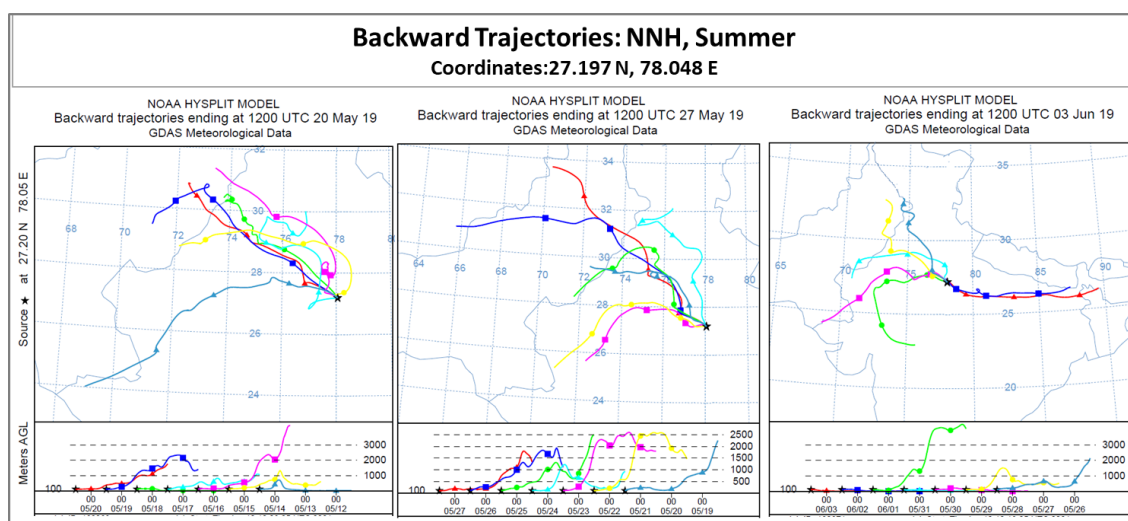 Backward Trajectories: NNH, Summer
Coordinates:27.197 N, 78.048 E
NOAA HYSPLIT MODEL
Backward trajectories ending at 1200 UTC 20 May 19
GDAS Meteorological Data
NOAA HYSPLIT MODEL
Backward trajectories ending at 1200 UTC 27 May 19
GDAS Meteorological Data
NOAA HYSPLIT MODEL
Backward trajectories ending at 1200 UTC 03 Jun 19
GDAS Meteorological Data
Source ★ at 27.20 N 78.05 E
32
30
28
26
24
68
70
72
74
76
78
34
32
30
28
26
24
64
66
68
70
72
74
76
78
80
35
30
25
20
65
70
75
80
85
90
Meters AGL
3000
2000
1000
100
00 00 00 00 00 00 00 00 00
05/20 05/19 05/18 05/17 05/16 05/15 05/14 05/13 05/12
2500
2000
1500
1000
500
100
00 00 00 00 00 00 00 00 00
05/27 05/26 05/25 05/24 05/23 05/22 05/21 05/20 05/19
4000
3000
2000
1000
100
00 00 00 00 00 00 00 00 00
06/03 06/02 06/01 05/31 05/30 05/29 05/28 05/27 05/26